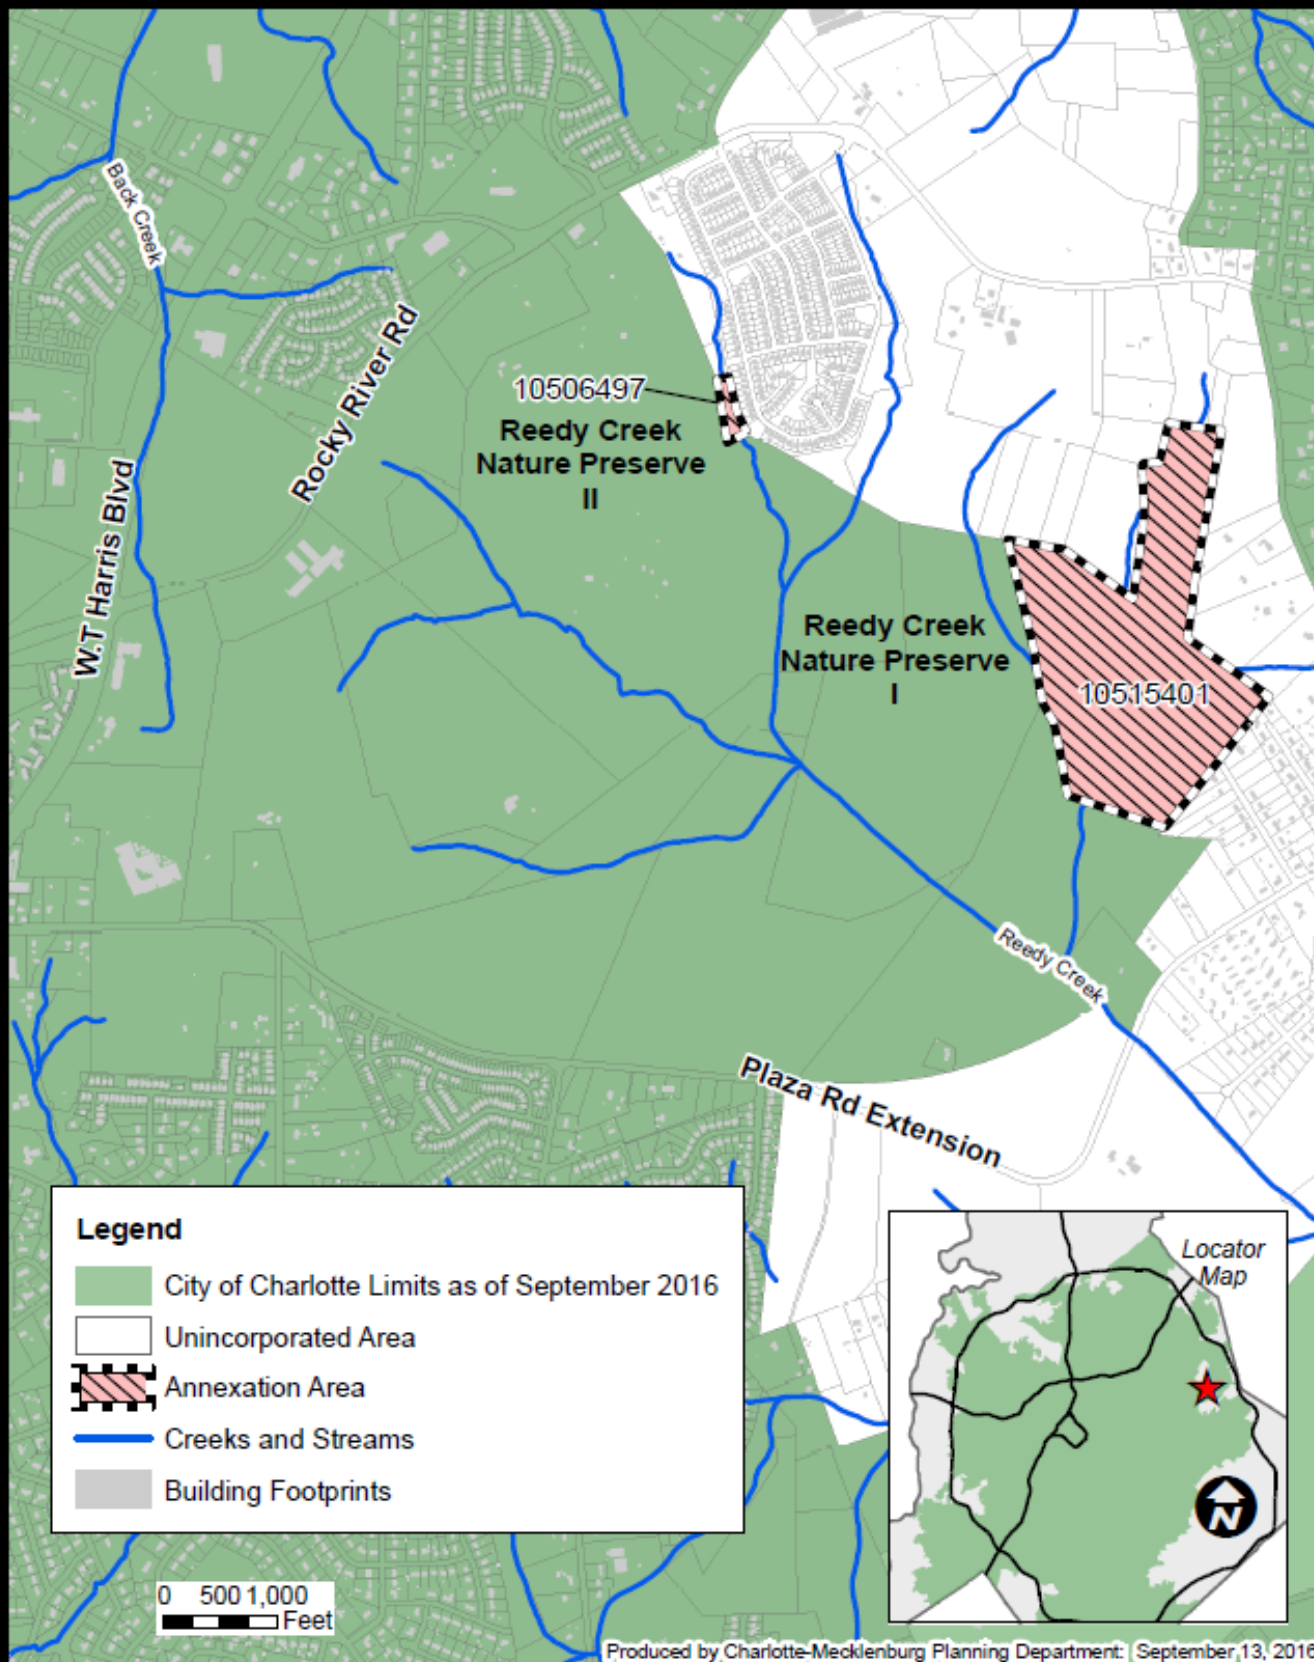 Back Creek
Rocky River Rd
W.T Harris Blvd
10506497
Reedy Creek
Nature Preserve
II
Reedy Creek
Nature Preserve
I
10515401
Reedy Creek
Plaza Rd Extension
Legend
City of Charlotte Limits as of September 2016
Unincorporated Area
Annexation Area
Creeks and Streams
Building Footprints
Locator
Map
N
0 500 1,000
Feet
Produced by Charlotte-Mecklenburg Planning Department: September,13, 2016